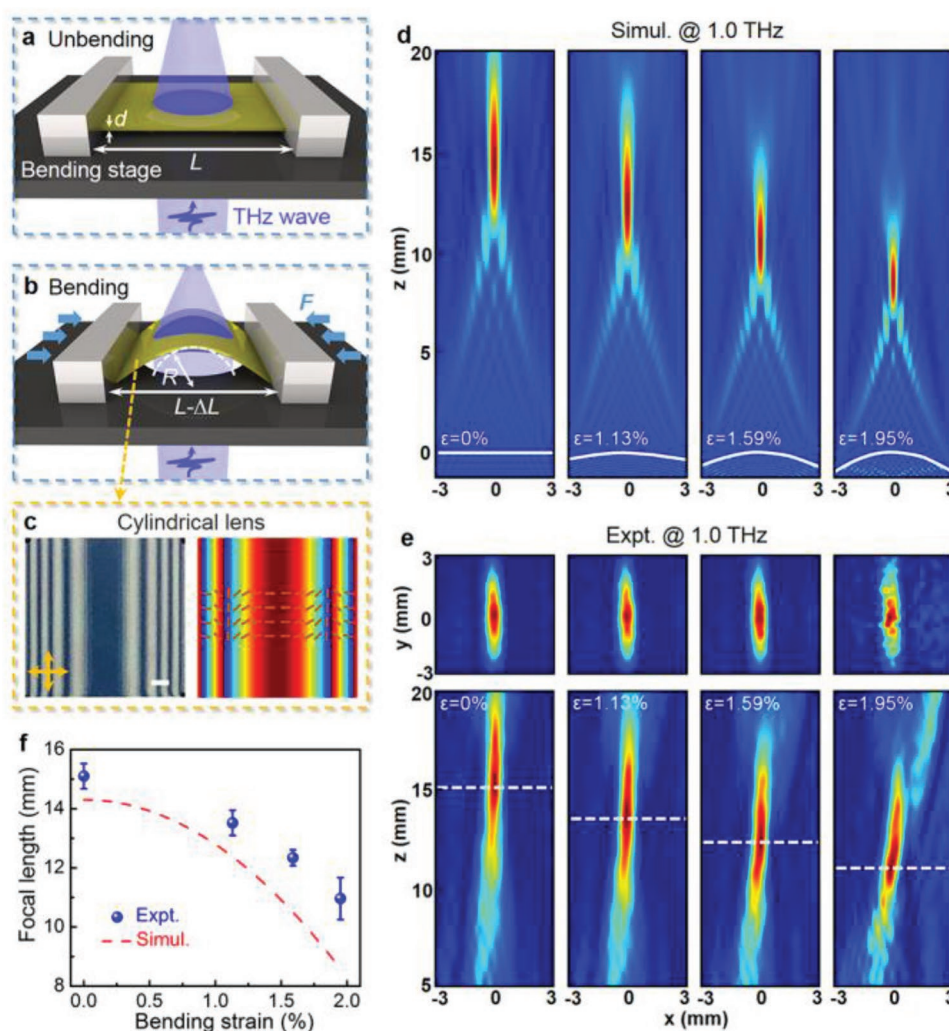 a
Unbending
d
L
Bending stage
THz wave
b
Bending
F
R
L-ΔL
c
Cylindrical lens
f
Focal length (mm)
16
14
12
10
8
Expt.
Simul.
0.0 0.5 1.0 1.5 2.0
Bending strain (%)
d
Simul. @ 1.0 THz
z (mm)
20
15
10
5
0
ε=0% ε=1.13% ε=1.59% ε=1.95%
-3 0 3 -3 0 3 -3 0 3 -3 0 3
x (mm)
e
Expt. @ 1.0 THz
y (mm)
3
0
-3
z (mm)
20
15
10
5
ε=0% ε=1.13% ε=1.59% ε=1.95%
-3 0 3 -3 0 3 -3 0 3 -3 0 3
x (mm)